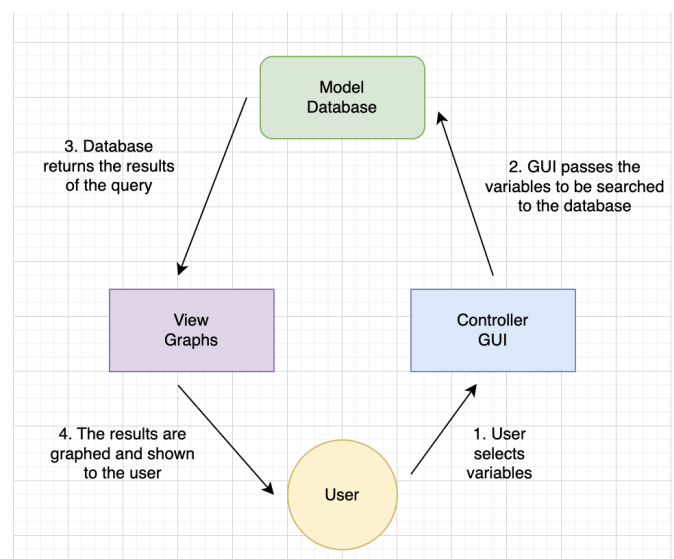 Model
Database
3. Database
returns the results
of the query
2. GUI passes the
variables to be searched
to the database
View
Graphs
Controller
GUI
4. The results are
graphed and shown
to the user
1. User
selects
variables
User